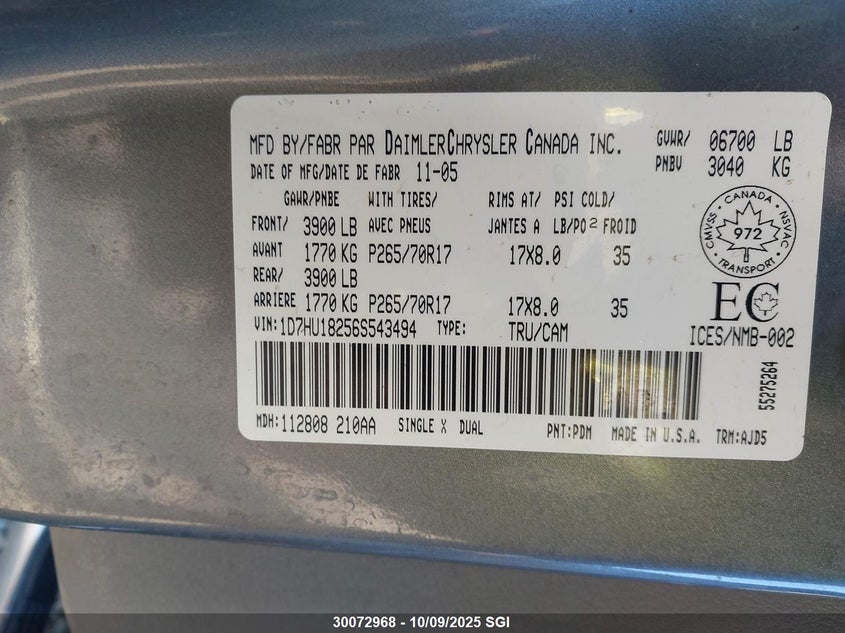 MFD BY/FABR PAR DAIMLERCHRYSLER CANADA INC. GVWR/ 06700 LB
DATE OF MFG/DATE DE FABR 11-05 PNBV 3040 KG
GAWR/PNBE WITH TIRES/ RIMS AT/ PSI COLD/
FRONT/ 3900 LB AVEC PNEUS JANTES A LB/PO² FROID
AVANT 1770 KG P265/70R17 17X8.0 35
REAR/ 3900 LB
ARRIERE 1770 KG P265/70R17 17X8.0 35
VIN:1D7HU18256S543494 TYPE: TRU/CAM
CANADA
CMVSS 972 NSVAC
TRANSPORT
EC
ICES/NMB-002
55275264
MDH:112808 210AA SINGLE X DUAL PNT:PDM MADE IN U.S.A. TRM:AJD5
30072968 - 10/09/2025 SGI